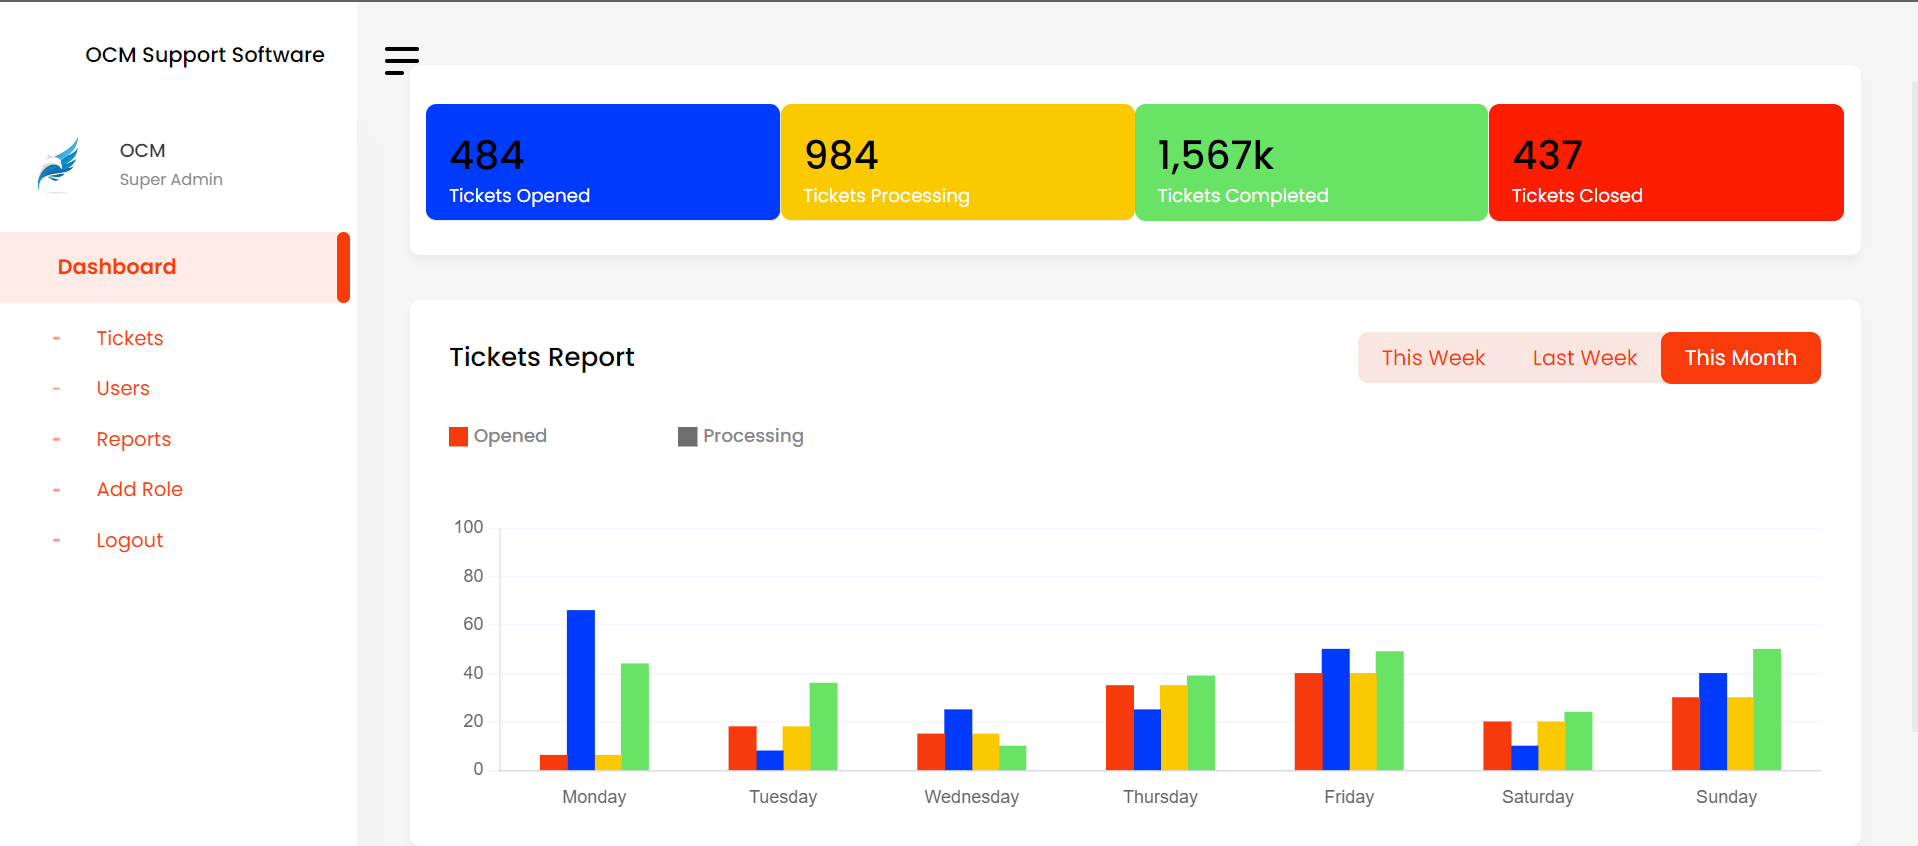 OCM Support Software
OCM
Super Admin
Dashboard
- Tickets
- Users
- Reports
- Add Role
- Logout
484
Tickets Opened
984
Tickets Processing
1,567k
Tickets Completed
437
Tickets Closed
Tickets Report
This Week Last Week This Month
Opened Processing
100
80
60
40
20
0
Monday Tuesday Wednesday Thursday Friday Saturday Sunday